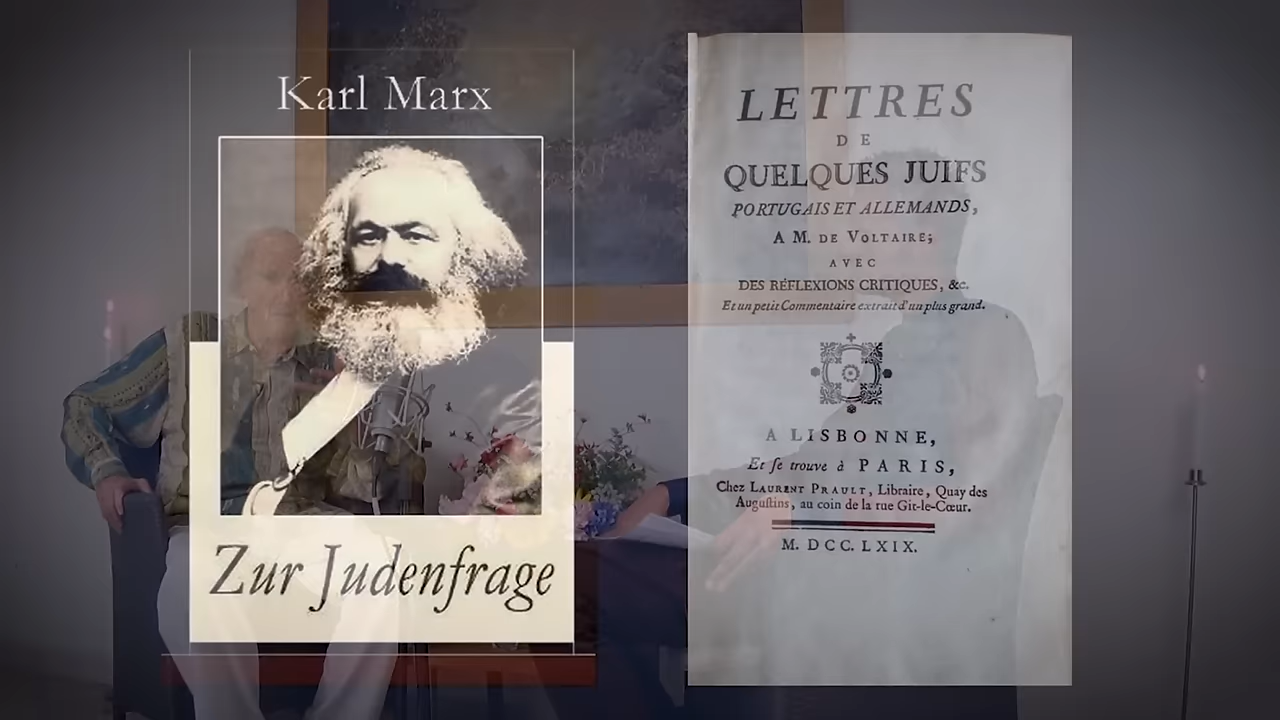 Karl Marx
Zur Judenfrage
LETTRES
DE
QUELQUES JUIFS
PORTUGAIS ET ALLEMANDS,
A M. DE VOLTAIRE;
AVEC
DES RÉFLEXIONS CRITIQUES, &c.
Et un petit Commentaire extrait d'un plus grand.
A LISBONNE,
Et se trouve à PARIS,
Chez LAURENT PRAULT, Libraire, Quay des
Augustins, au coin de la rue Git-le-Cœur.
M. DCC. LXIX.